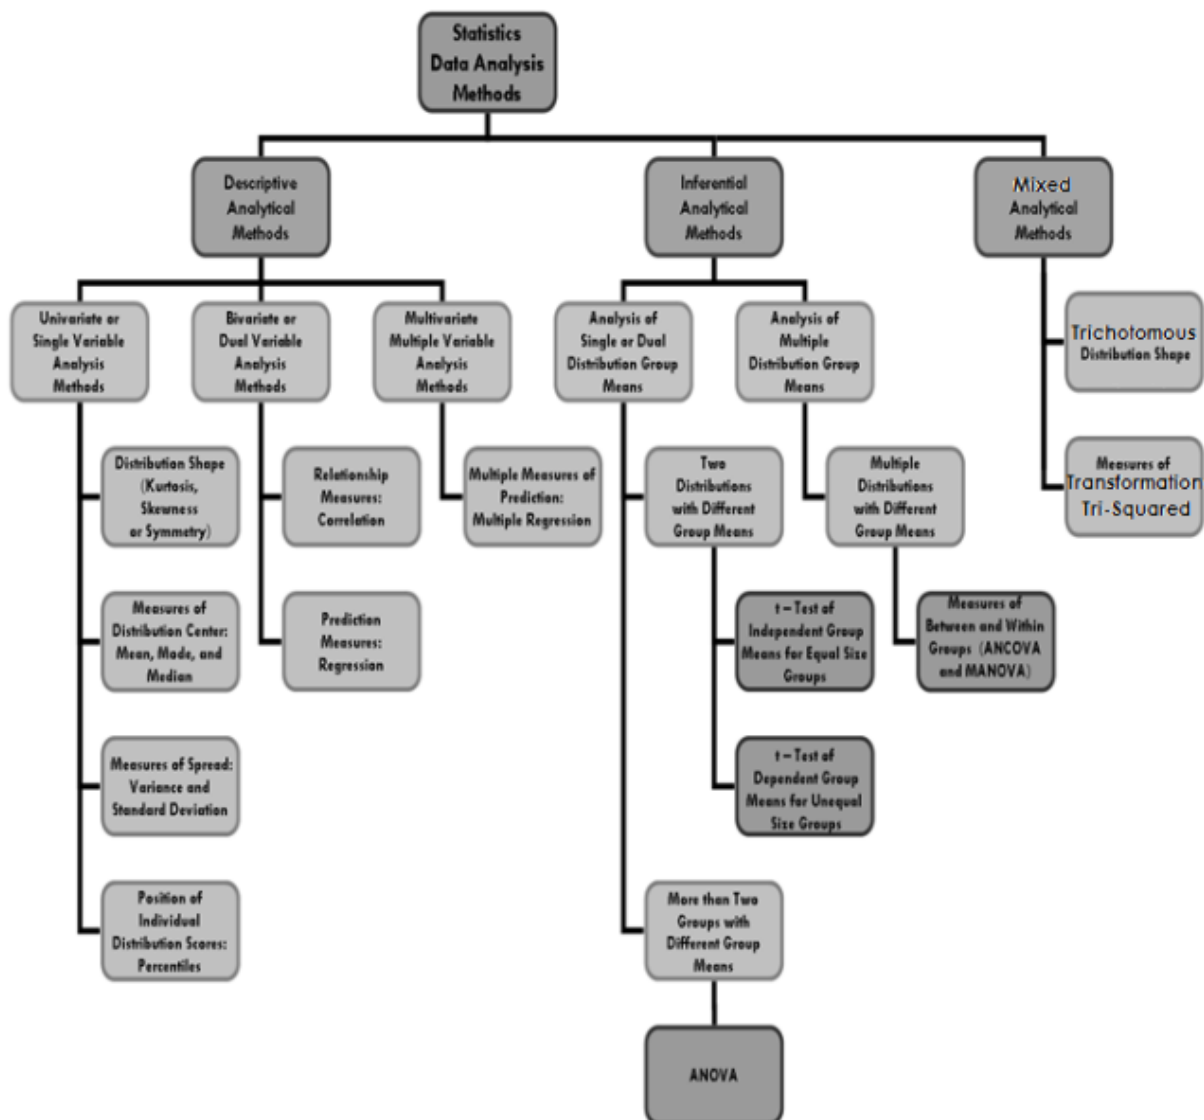 Statistics
Data Analysis
Methods
Descriptive
Analytical
Methods
Inferential
Analytical
Methods
Mixed
Analytical
Methods
Univariate or
Single Variable
Analysis
Methods
Bivariate or
Dual Variable
Analysis
Methods
Multivariate
Multiple Variable
Analysis
Methods
Analysis of
Single or Dual
Distribution Group
Means
Analysis of
Multiple
Distribution Group
Means
Trichotomous
Distribution Shape
Distribution Shape
(Kurtosis,
Skewness
or Symmetry)
Relationship
Measures:
Correlation
Multiple Measures of
Prediction:
Multiple Regression
Two
Distributions
with Different
Group Means
Multiple
Distributions
with Different
Group Means
Measures of
Transformation
Tri-Squared
Measures of
Distribution Center:
Mean, Mode, and
Median
Prediction
Measures:
Regression
t – Test of
Independent Group
Means for Equal Size
Groups
Measures of
Between and Within
Groups (ANCOVA
and MANOVA)
Measures of Spread:
Variance and
Standard Deviation
t – Test of
Dependent Group
Means for Unequal
Size Groups
Position of
Individual
Distribution Scores:
Percentiles
More than Two
Groups with
Different Group
Means
ANOVA